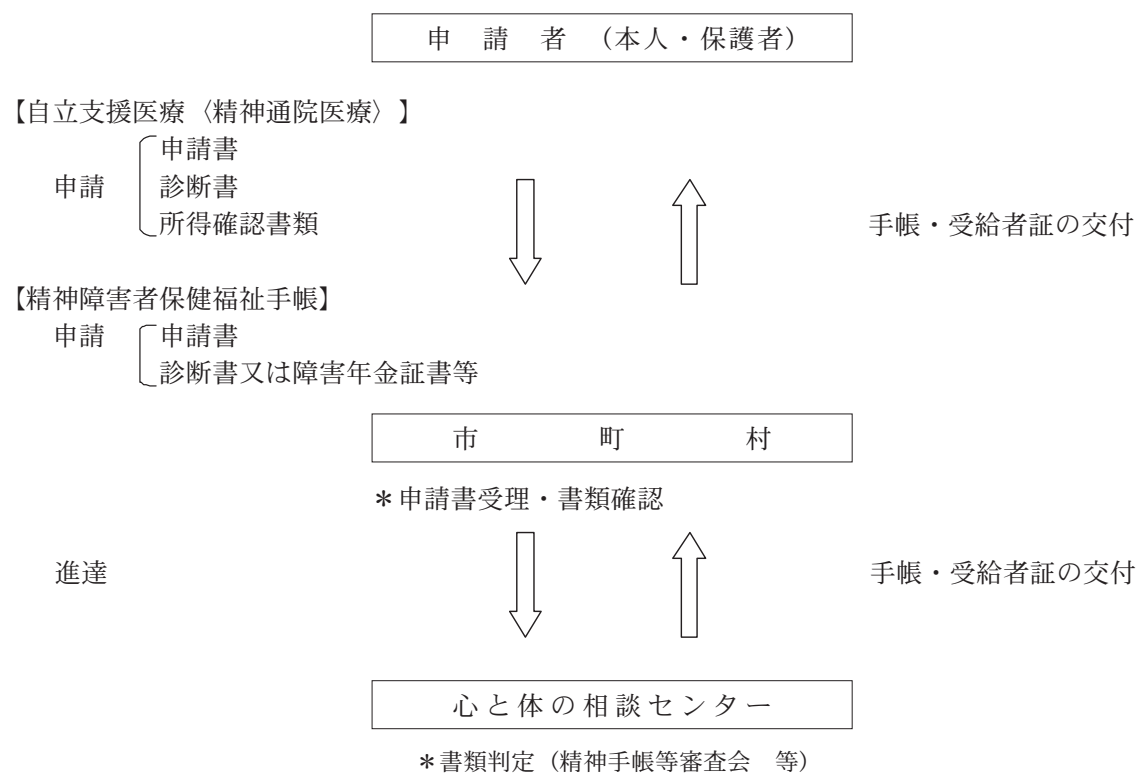 申　請　者　（本人・保護者）
【自立支援医療〈精神通院医療〉】
申請書
申請　診断書
所得確認書類
手帳・受給者証の交付
【精神障害者保健福祉手帳】
申請　申請書
診断書又は障害年金証書等
市　町　村
＊申請書受理・書類確認
進達
手帳・受給者証の交付
心と体の相談センター
＊書類判定（精神手帳等審査会　等）